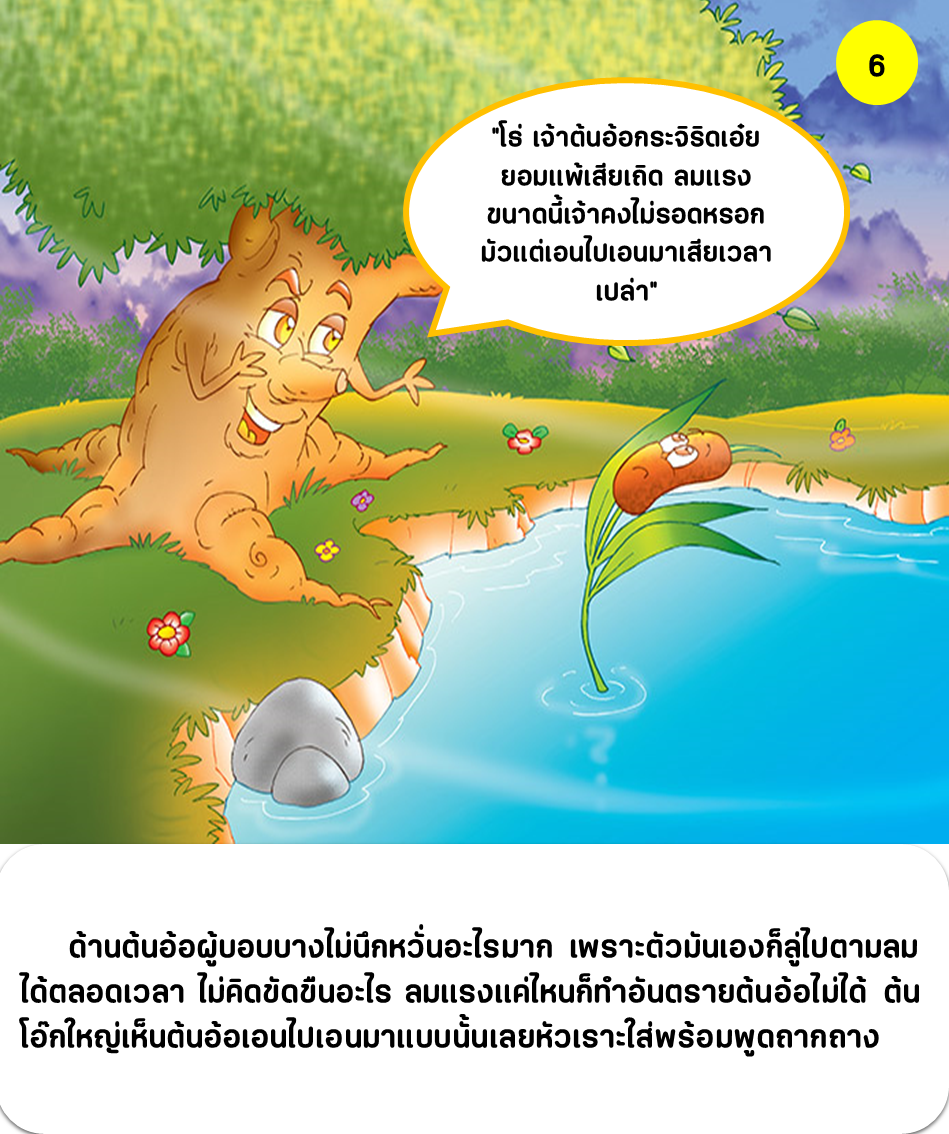 6
"โธ่ เจ้าต้นอ้อกระจิริดเอ๋ย
ยอมแพ้เสียเถิด ลมแรง
ขนาดนี้เจ้าคงไม่รอดหรอก
มัวแต่เอนไปเอนมาเสียเวลา
เปล่า"
ด้านต้นอ้อผู้บอบบางไม่นึกหวั่นอะไรมาก เพราะตัวมันเองก็ลู่ไปตามลม
ได้ตลอดเวลา ไม่คิดขัดขืนอะไร ลมแรงแค่ไหนก็ทำอันตรายต้นอ้อไม่ได้ ต้น
โอ๊กใหญ่เห็นต้นอ้อเอนไปเอนมาแบบนั้นเลยหัวเราะใส่พร้อมพูดถากถาง